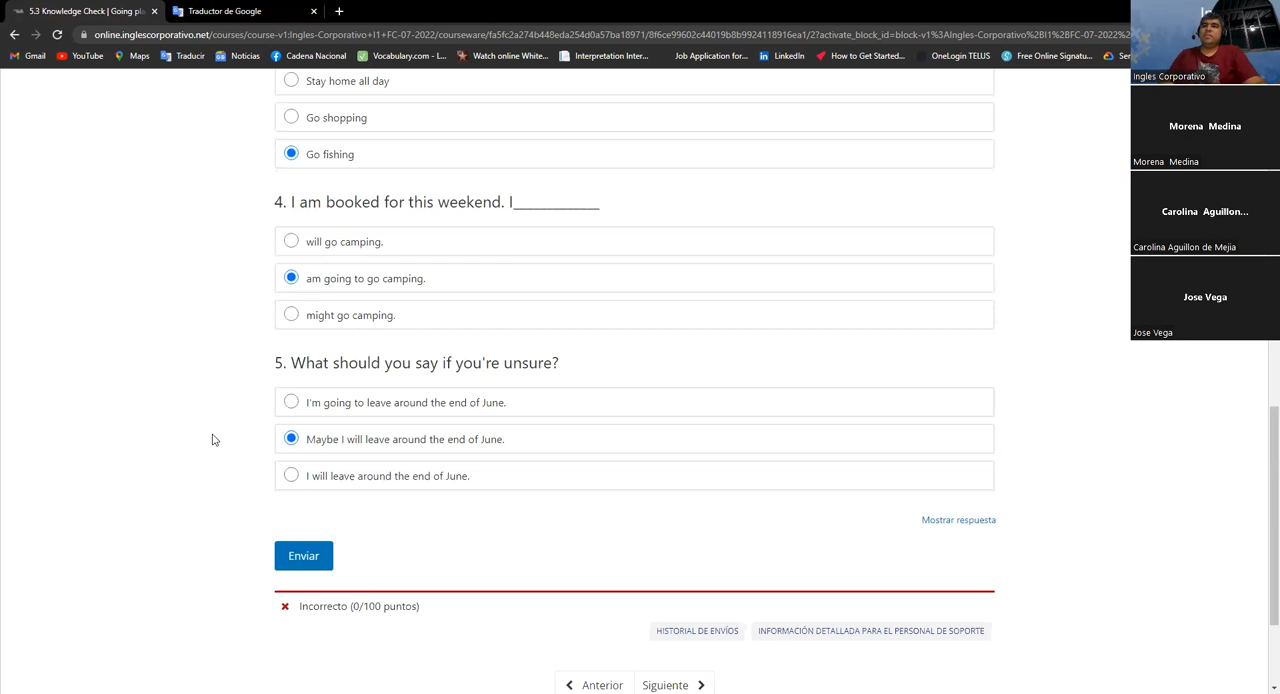 5.3 Knowledge Check | Going pla
Traductor de Google
online.inglescorporativo.net/courses/course-v1:Ingles-Corporativo+I1+FC-07-2022/courseware/fa5fc2a274b448eda254d0a57ba18971/8f6ce99602c44019b8b9924118916ea1/2?activate_block_id=block-v1%3AIngles-Corporativo%2BI1%2BFC-07-2022%2
Gmail
YouTube
Maps
Traducir
Noticias
Cadena Nacional
Vocabulary.com - L...
Watch online White...
Interpretation Inter...
Job Application for...
LinkedIn
How to Get Started...
OneLogin TELUS
Free Online Signatu...
Ser
Ingles Corporativo
Morena Medina
Morena Medina
Carolina Aguillon...
Carolina Aguillon de Mejia
Jose Vega
Jose Vega
Stay home all day
Go shopping
Go fishing
4. I am booked for this weekend. I____________
will go camping.
am going to go camping.
might go camping.
5. What should you say if you're unsure?
I'm going to leave around the end of June.
Maybe I will leave around the end of June.
I will leave around the end of June.
Mostrar respuesta
Enviar
Incorrecto (0/100 puntos)
HISTORIAL DE ENVÍOS
INFORMACIÓN DETALLADA PARA EL PERSONAL DE SOPORTE
Anterior
Siguiente